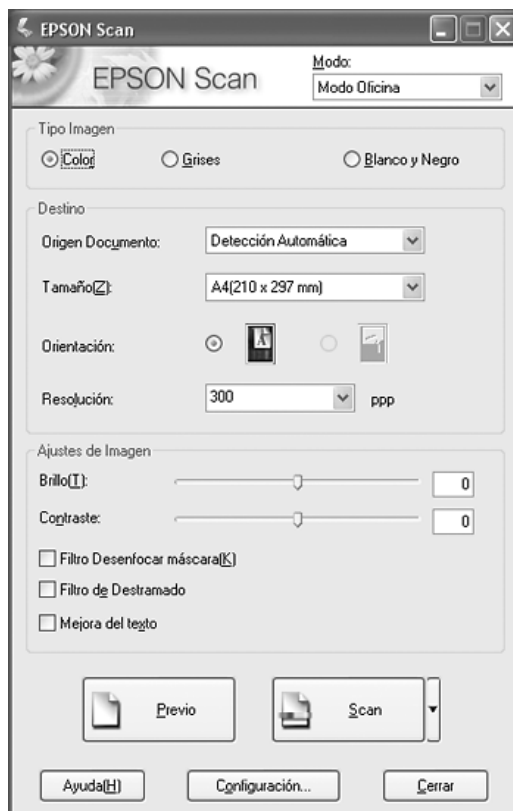 EPSON Scan
EPSON Scan
Modo:
Modo Oficina
Tipo Imagen
Color
Grises
Blanco y Negro
Destino
Origen Documento:
Detección Automática
Tamaño(Z):
A4(210 x 297 mm)
Orientación:
Resolución:
300
ppp
Ajustes de Imagen
Brillo(T):
0
Contraste:
0
Filtro Desenfocar máscara(K)
Filtro de Destramado
Mejora del texto
Previo
Scan
Ayuda(H)
Configuración...
Cerrar